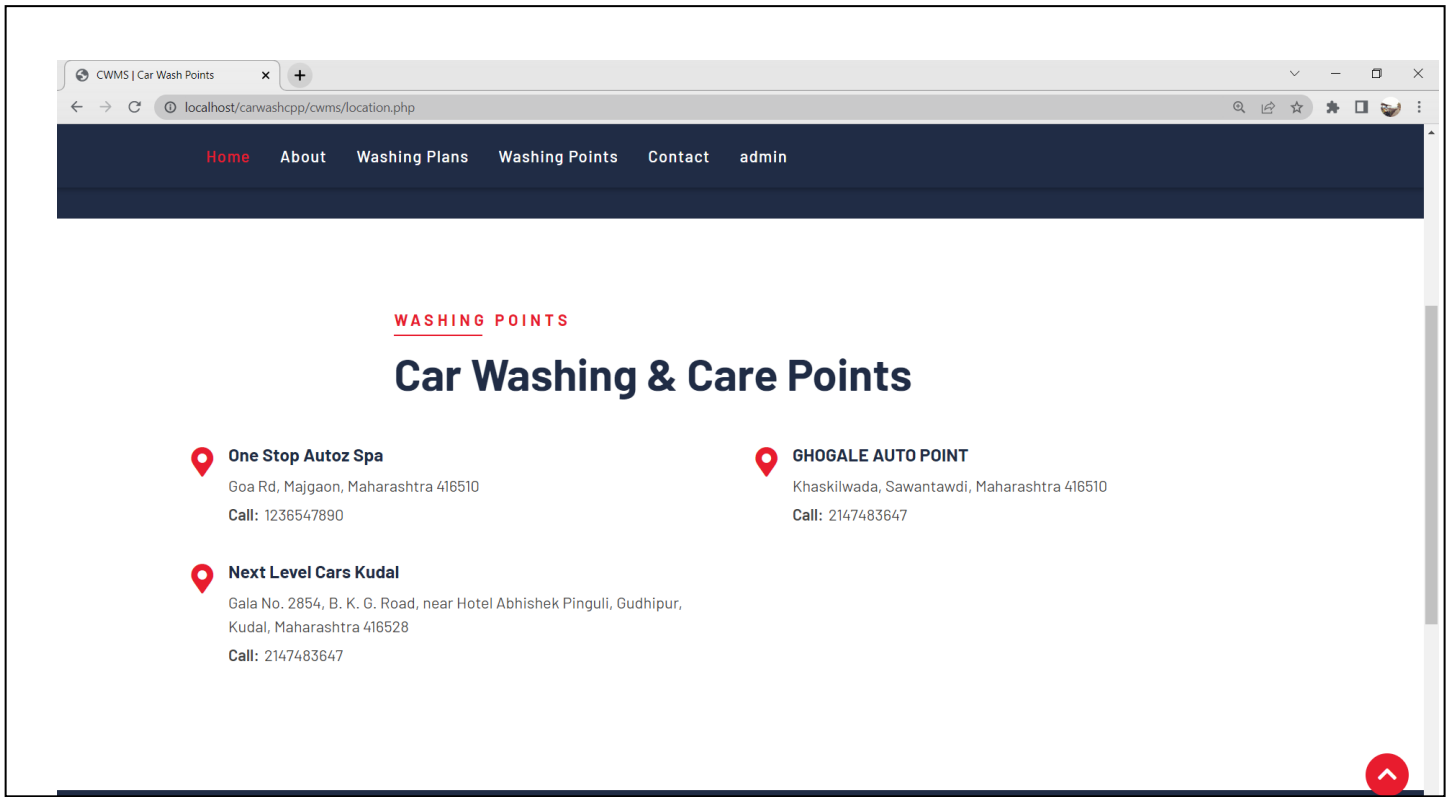 CWMS | Car Wash Points
localhost/carwashcpp/cwms/location.php
Home About Washing Plans Washing Points Contact admin
WASHING POINTS
Car Washing & Care Points
One Stop Autoz Spa
Goa Rd, Majgaon, Maharashtra 416510
Call: 1236547890
GHOGALE AUTO POINT
Khaskilwada, Sawantawdi, Maharashtra 416510
Call: 2147483647
Next Level Cars Kudal
Gala No. 2854, B. K. G. Road, near Hotel Abhishek Pinguli, Gudhipur,
Kudal, Maharashtra 416528
Call: 2147483647